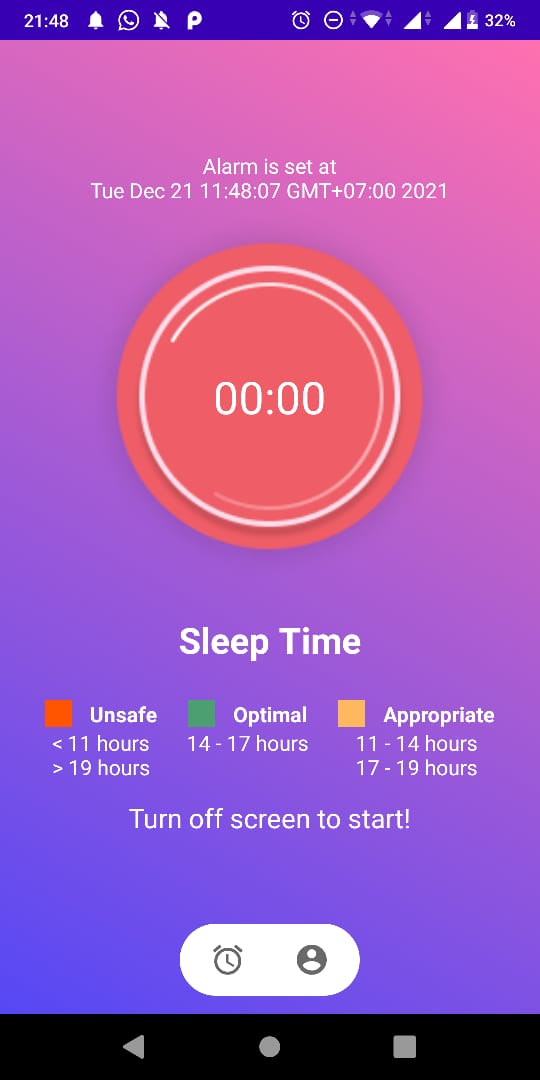 21:48
32%
Alarm is set at
Tue Dec 21 11:48:07 GMT+07:00 2021
00:00
Sleep Time
Unsafe
< 11 hours
> 19 hours
Optimal
14 - 17 hours
Appropriate
11 - 14 hours
17 - 19 hours
Turn off screen to start!